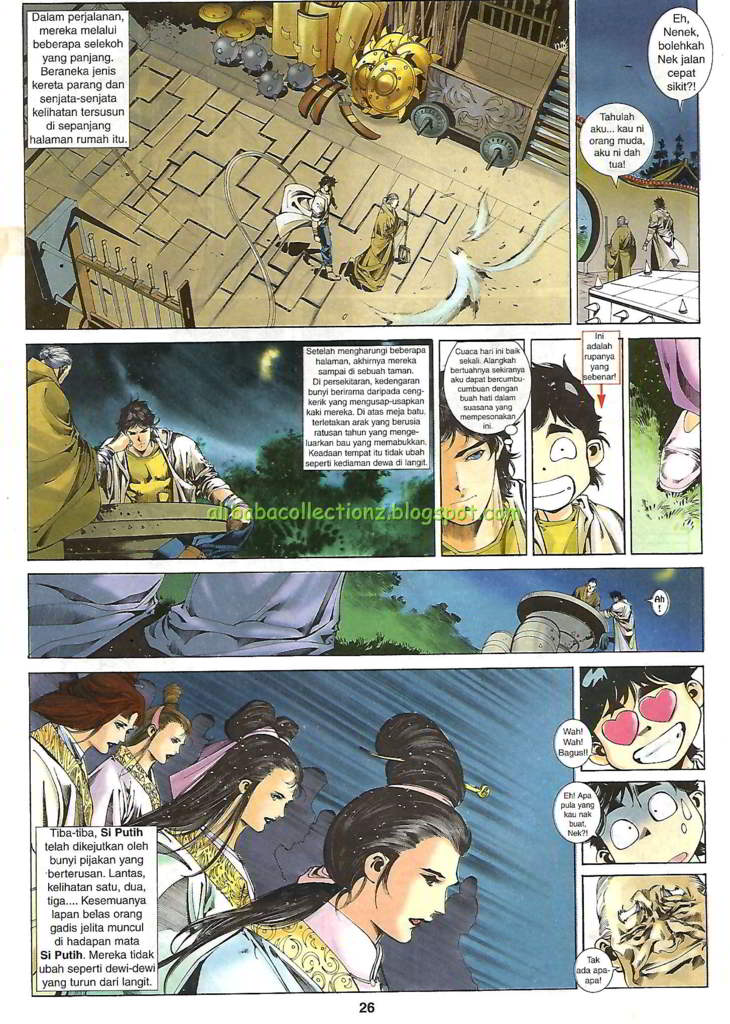 Dalam perjalanan,
mereka melalui
beberapa selekoh
yang panjang.
Beraneka jenis
kereta parang dan
senjata-senjata
kelihatan tersusun
di sepanjang
halaman rumah itu.
Eh,
Nenek,
bolehkah
Nek jalan
cepat
sikit?!
Tahulah
aku... kau ni
orang muda,
aku ni dah
tua!
Setelah mengharungi beberapa
halaman, akhirnya mereka
sampai di sebuah taman.
Di persekitaran, kedengaran
bunyi berirama daripada ceng-
kerik yang mengusap-usapkan
kaki mereka. Di atas meja batu,
terletakan arak yang berusia
ratusan tahun yang menge-
luarkan bau yang memabukkan.
Keadaan tempat itu tidak ubah
seperti kediaman dewa di langit.
Cuaca hari ini baik
sekali. Alangkah
bertuahnya sekiranya
aku dapat bercumbu-
cumbuan dengan
buah hati dalam
suasana yang
mempesonakan
ini.
Ini
adalah
rupanya
yang
sebenar!
alibabacollectionz.blogspot.com
Ah
!
Tiba-tiba, Si Putih
telah dikejutkan oleh
bunyi pijakan yang
berterusan. Lantas,
kelihatan satu, dua,
tiga.... Kesemuanya
lapan belas orang
gadis jelita muncul
di hadapan mata
Si Putih. Mereka tidak
ubah seperti dewi-dewi
yang turun dari langit.
Wah!
Wah!
Bagus!!
Eh! Apa
pula yang
kau nak
buat,
Nek?!
Tak
ada apa-
apa!
26